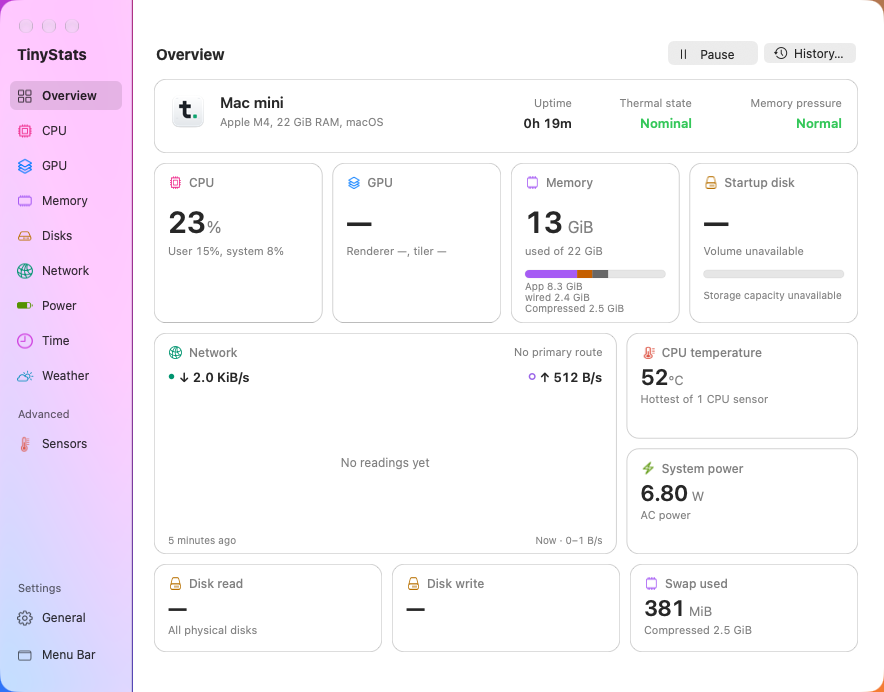 TinyStats
Overview
CPU
GPU
Memory
Disks
Network
Power
Time
Weather
Advanced
Sensors
Settings
General
Menu Bar
Overview
Pause
History...
t.
Mac mini
Apple M4, 22 GiB RAM, macOS
Uptime
0h 19m
Thermal state
Nominal
Memory pressure
Normal
CPU
23%
User 15%, system 8%
GPU
—
Renderer —, tiler —
Memory
13 GiB
used of 22 GiB
App 8.3 GiB
wired 2.4 GiB
Compressed 2.5 GiB
Startup disk
—
Volume unavailable
Storage capacity unavailable
Network
No primary route
↓ 2.0 KiB/s
↑ 512 B/s
No readings yet
5 minutes ago
Now · 0–1 B/s
CPU temperature
52°C
Hottest of 1 CPU sensor
System power
6.80 W
AC power
Disk read
—
All physical disks
Disk write
—
Swap used
381 MiB
Compressed 2.5 GiB